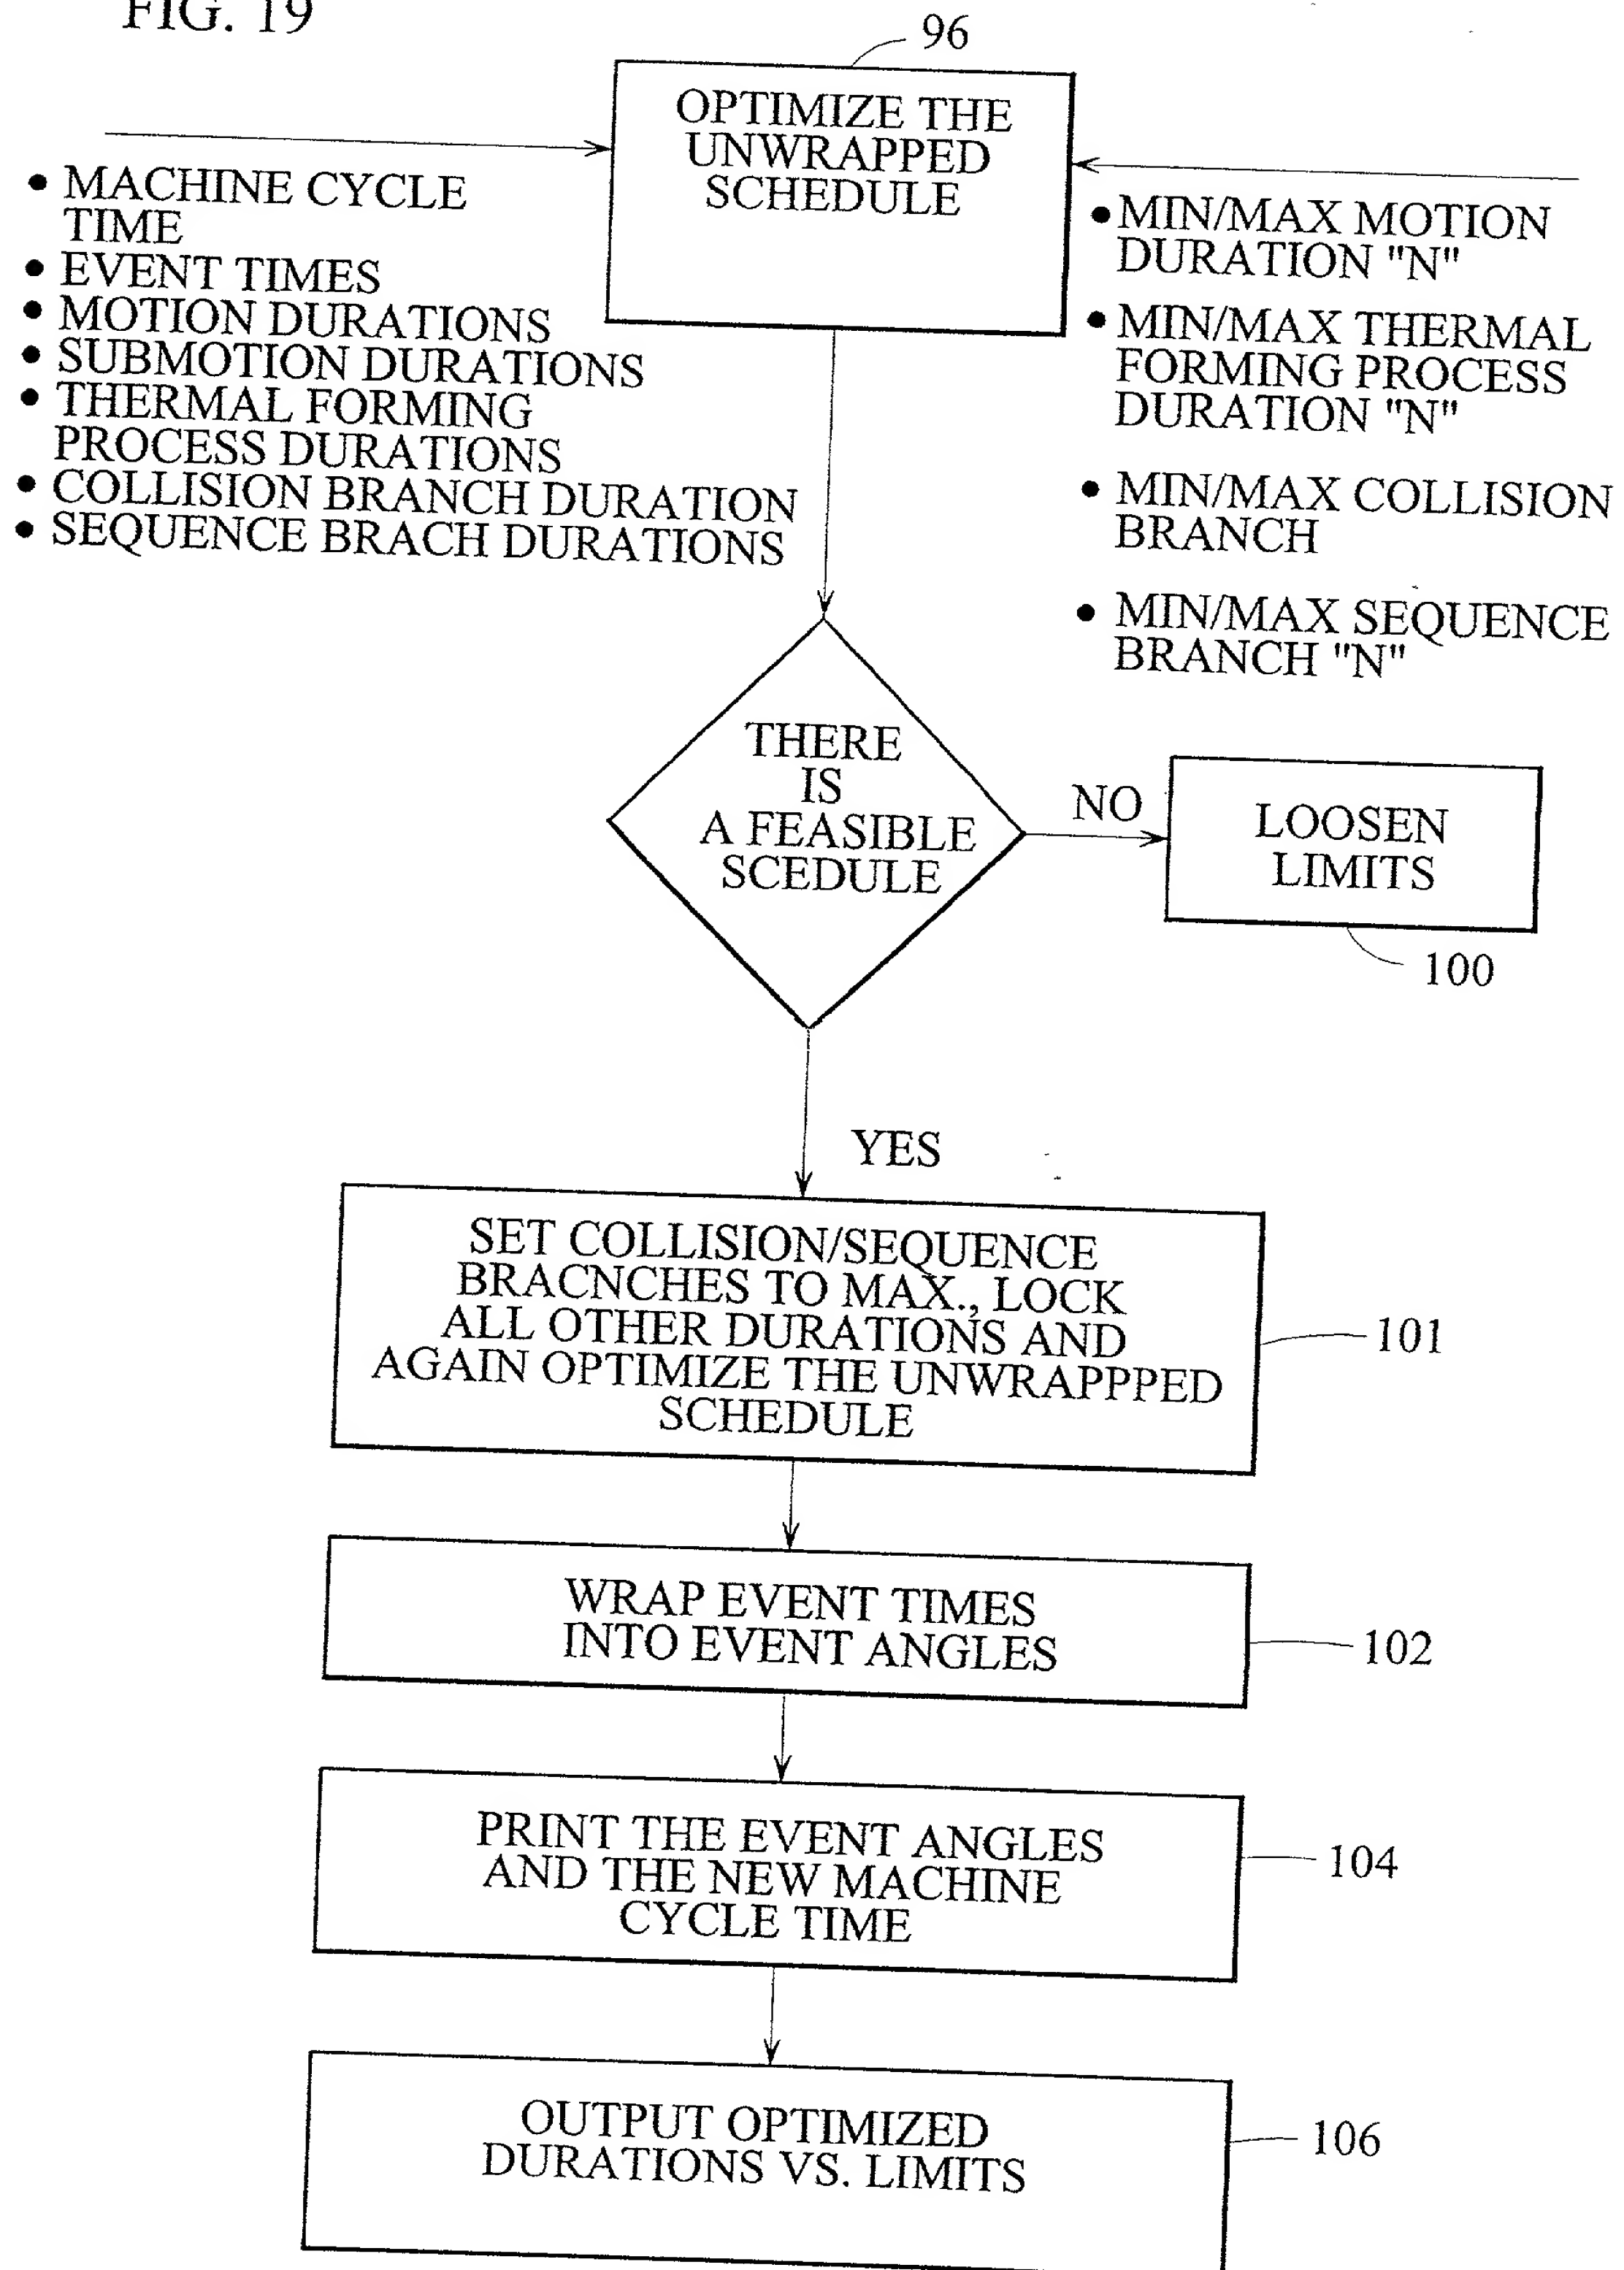 FIG. 19
96
OPTIMIZE THE
UNWRAPPED
SCHEDULE
• MACHINE CYCLE
TIME
• EVENT TIMES
• MOTION DURATIONS
• SUBMOTION DURATIONS
• THERMAL FORMING
PROCESS DURATIONS
• COLLISION BRANCH DURATION
• SEQUENCE BRACH DURATIONS
• MIN/MAX MOTION
DURATION "N"
• MIN/MAX THERMAL
FORMING PROCESS
DURATION "N"
• MIN/MAX COLLISION
BRANCH
• MIN/MAX SEQUENCE
BRANCH "N"
THERE
IS
A FEASIBLE
SCEDULE
NO
LOOSEN
LIMITS
100
YES
SET COLLISION/SEQUENCE
BRACNCHES TO MAX., LOCK
ALL OTHER DURATIONS AND
AGAIN OPTIMIZE THE UNWRAPPPED
SCHEDULE
101
WRAP EVENT TIMES
INTO EVENT ANGLES
102
PRINT THE EVENT ANGLES
AND THE NEW MACHINE
CYCLE TIME
104
OUTPUT OPTIMIZED
DURATIONS VS. LIMITS
106